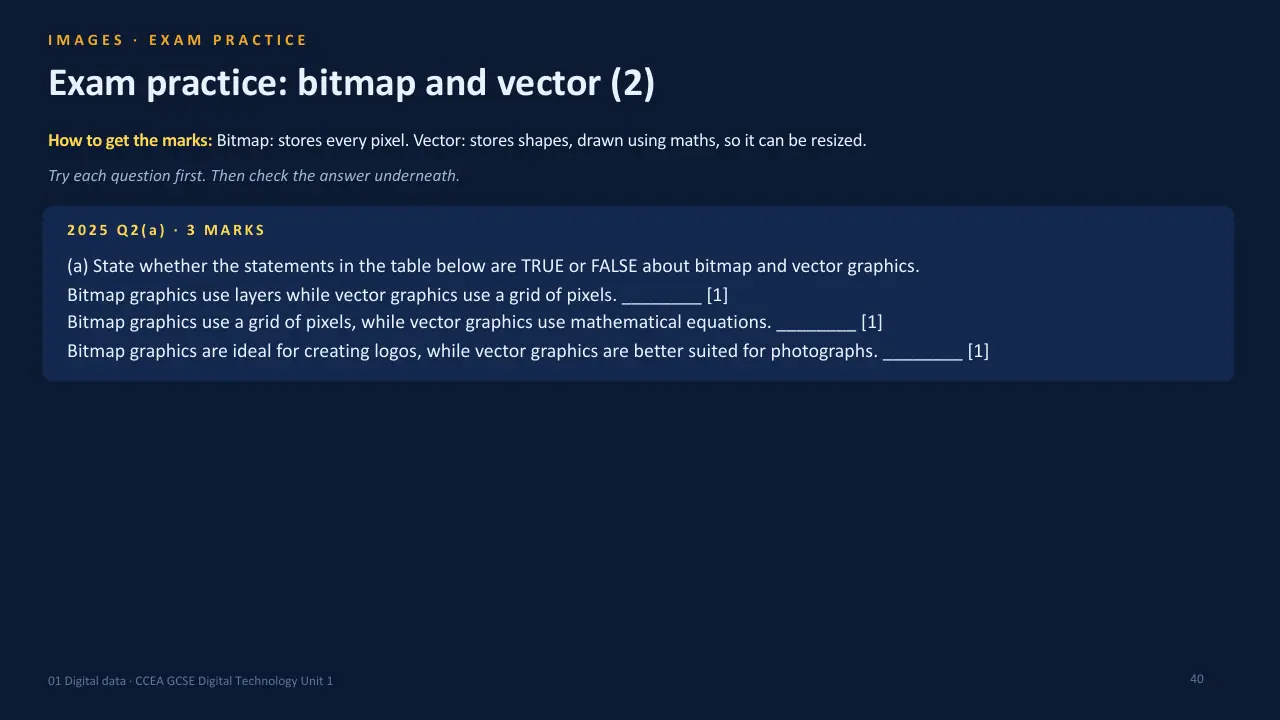 IMAGES · EXAM PRACTICE
Exam practice: bitmap and vector (2)
How to get the marks: Bitmap: stores every pixel. Vector: stores shapes, drawn using maths, so it can be resized.
Try each question first. Then check the answer underneath.
2025 Q2(a) · 3 MARKS
(a) State whether the statements in the table below are TRUE or FALSE about bitmap and vector graphics.
Bitmap graphics use layers while vector graphics use a grid of pixels. ________ [1]
Bitmap graphics use a grid of pixels, while vector graphics use mathematical equations. ________ [1]
Bitmap graphics are ideal for creating logos, while vector graphics are better suited for photographs. ________ [1]
01 Digital data · CCEA GCSE Digital Technology Unit 1
40